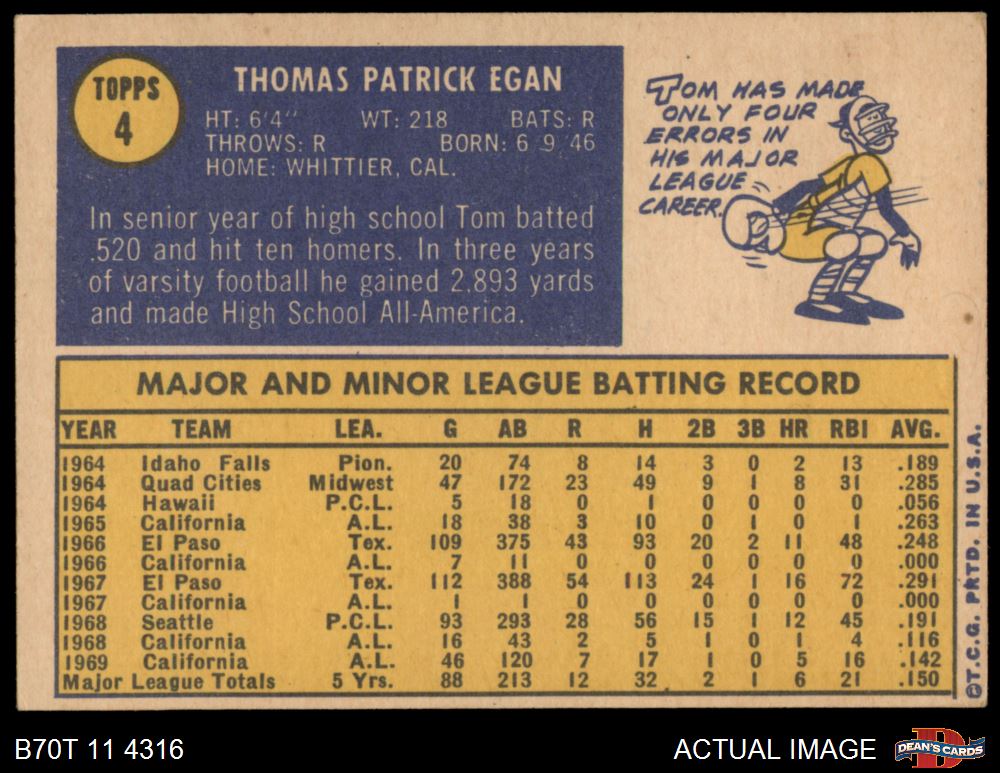 TOPPS
4
THOMAS PATRICK EGAN
HT: 6'4" WT: 218 BATS: R
THROWS: R BORN: 6 9 46
HOME: WHITTIER, CAL.
In senior year of high school Tom batted
.520 and hit ten homers. In three years
of varsity football he gained 2,893 yards
and made High School All-America.
TOM HAS MADE
ONLY FOUR
ERRORS IN
HIS MAJOR
LEAGUE
CAREER.
MAJOR AND MINOR LEAGUE BATTING RECORD
YEAR TEAM LEA. G AB R H 2B 3B HR RBI AVG.
1964 Idaho Falls Pion. 20 74 8 14 3 0 2 13 .189
1964 Quad Cities Midwest 47 172 23 49 9 1 8 31 .285
1964 Hawaii P.C.L. 5 18 0 1 0 0 0 0 .056
1965 California A.L. 18 38 3 10 0 1 0 1 .263
1966 El Paso Tex. 109 375 43 93 20 2 11 48 .248
1966 California A.L. 7 11 0 0 0 0 0 0 .000
1967 El Paso Tex. 112 388 54 113 24 1 16 72 .291
1967 California A.L. 1 1 0 0 0 0 0 0 .000
1968 Seattle P.C.L. 93 293 28 56 15 1 12 45 .191
1968 California A.L. 16 43 2 5 1 0 1 4 .116
1969 California A.L. 46 120 7 17 1 0 5 16 .142
Major League Totals 5 Yrs. 88 213 12 32 2 1 6 21 .150
©T.C.G. PRTD. IN U.S.A.
B70T 11 4316
ACTUAL IMAGE
DEAN'S CARDS